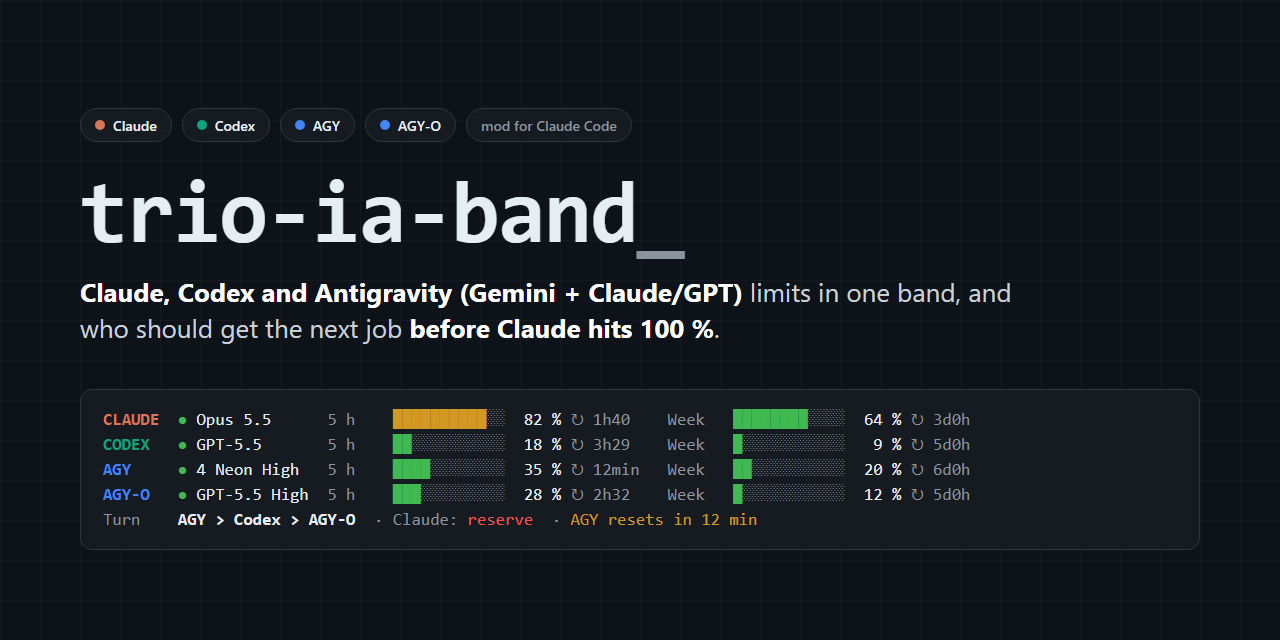 Claude Codex AGY AGY-O mod for Claude Code
trio-ia-band_
Claude, Codex and Antigravity (Gemini + Claude/GPT) limits in one band, and
who should get the next job before Claude hits 100 %.
CLAUDE ● Opus 5.5 5 h 82 % ↻ 1h40 Week 64 % ↻ 3d0h
CODEX ● GPT-5.5 5 h 18 % ↻ 3h29 Week 9 % ↻ 5d0h
AGY ● 4 Neon High 5 h 35 % ↻ 12min Week 20 % ↻ 6d0h
AGY-O ● GPT-5.5 High 5 h 28 % ↻ 2h32 Week 12 % ↻ 5d0h
Turn AGY > Codex > AGY-O · Claude: reserve · AGY resets in 12 min